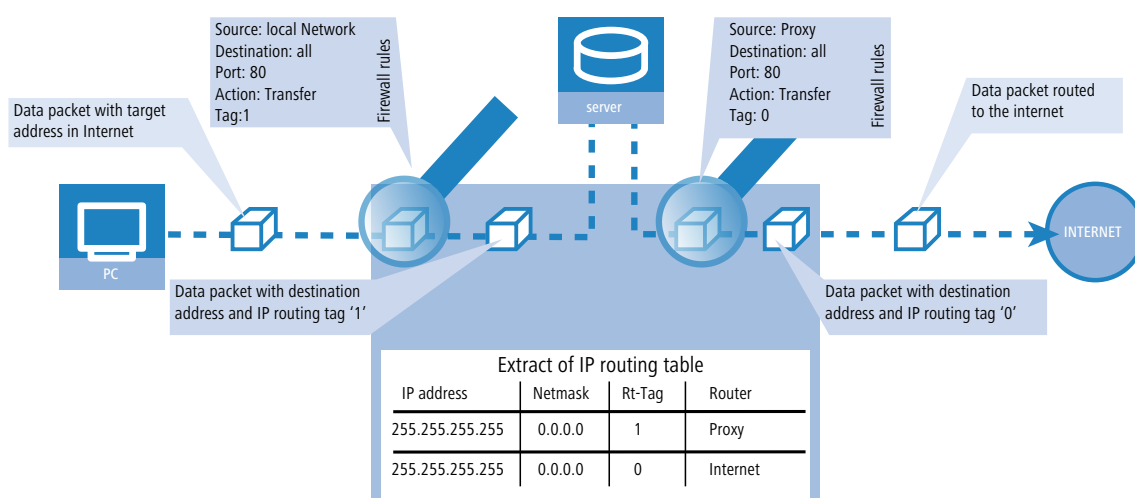 Source: local Network
Destination: all
Port: 80
Action: Transfer
Tag:1
Firewall rules
server
Source: Proxy
Destination: all
Port: 80
Action: Transfer
Tag: 0
Firewall rules
Data packet with target
address in Internet
Data packet routed
to the internet
PC
INTERNET
Data packet with destination
address and IP routing tag ‘1’
Data packet with destination
address and IP routing tag ‘0’
Extract of IP routing table
IP address Netmask Rt-Tag Router
255.255.255.255 0.0.0.0 1 Proxy
255.255.255.255 0.0.0.0 0 Internet